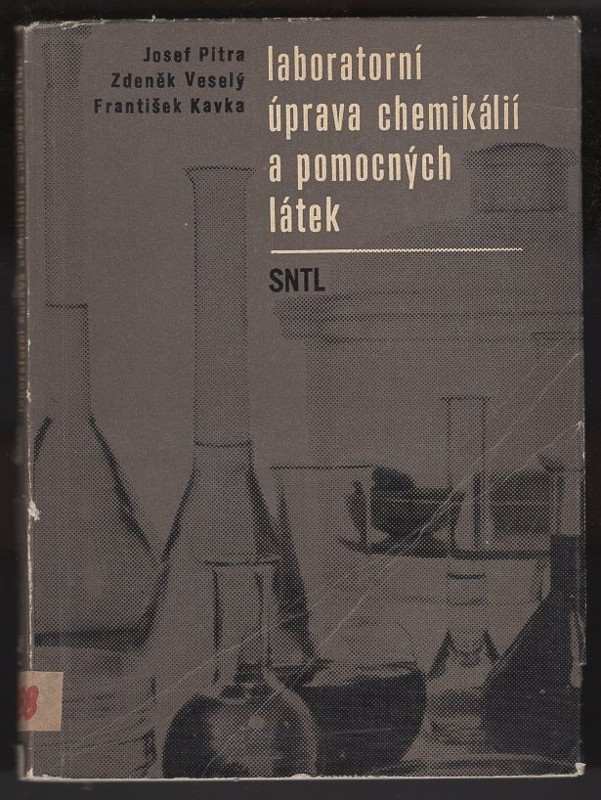 Josef Pitra
Zdeněk Veselý
František Kavka
laboratorní
úprava chemikálií
a pomocných
látek
SNTL